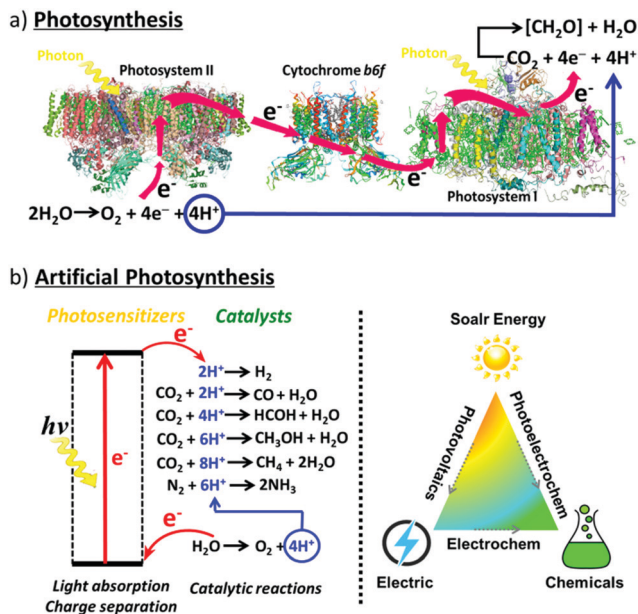 a) Photosynthesis
[CH₂O] + H₂O
CO₂ + 4e⁻ + 4H⁺
Photon
Photosystem II
Cytochrome b6f
Photon
e⁻
e⁻
e⁻
e⁻
Photosystem I
2H₂O→O₂ + 4e⁻ + 4H⁺
b) Artificial Photosynthesis
Photosensitizers
Catalysts
e⁻
2H⁺→H₂
CO₂ + 2H⁺→CO + H₂O
CO₂ + 4H⁺→HCOH + H₂O
CO₂ + 6H⁺→CH₃OH + H₂O
CO₂ + 8H⁺→CH₄ + 2H₂O
N₂ + 6H⁺→2NH₃
hv
e⁻
e⁻
H₂O → O₂ + 4H⁺
Light absorption
Charge separation
Catalytic reactions
Soalr Energy
Photovoltaics
Photoelectrochem
Electrochem
Electric
Chemicals